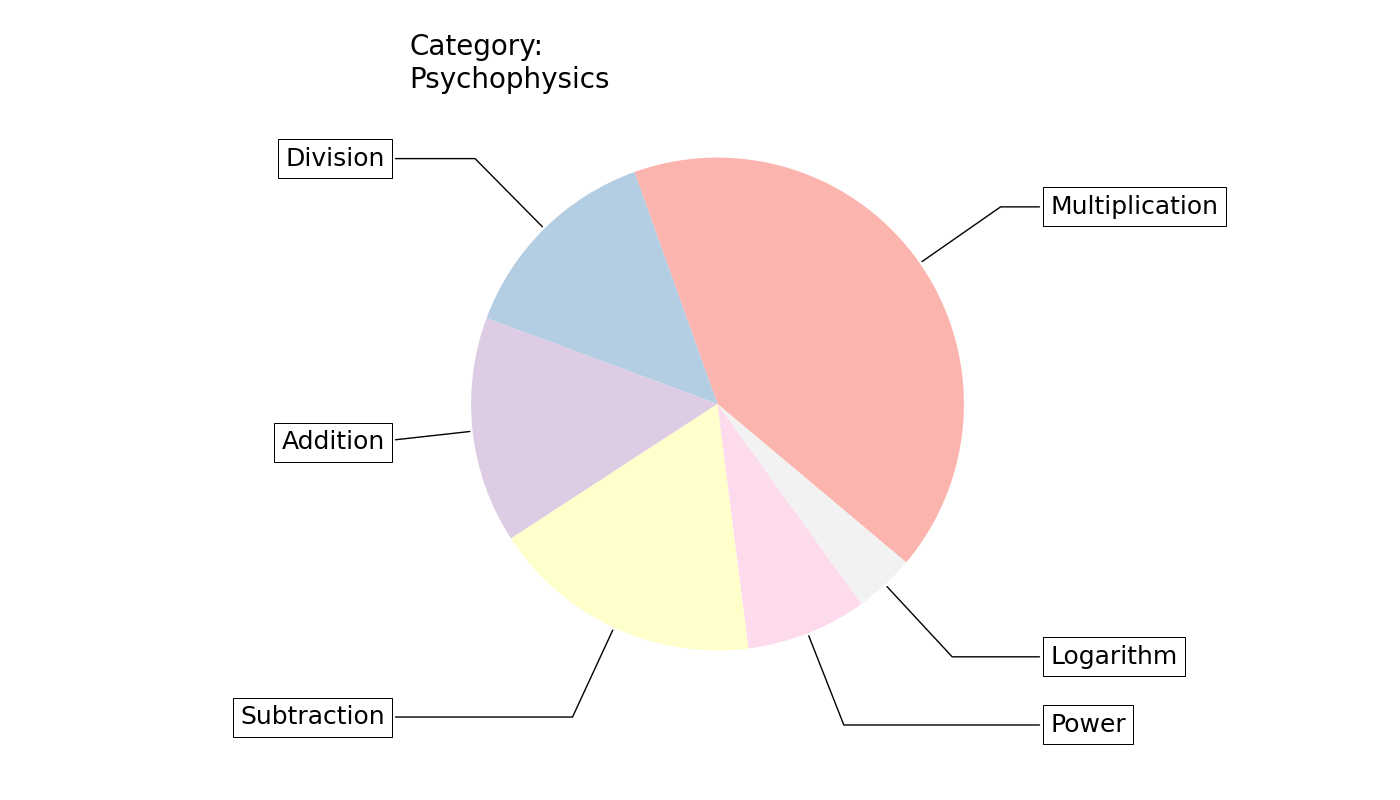 Category:
Psychophysics
Division
Multiplication
Addition
Logarithm
Subtraction
Power